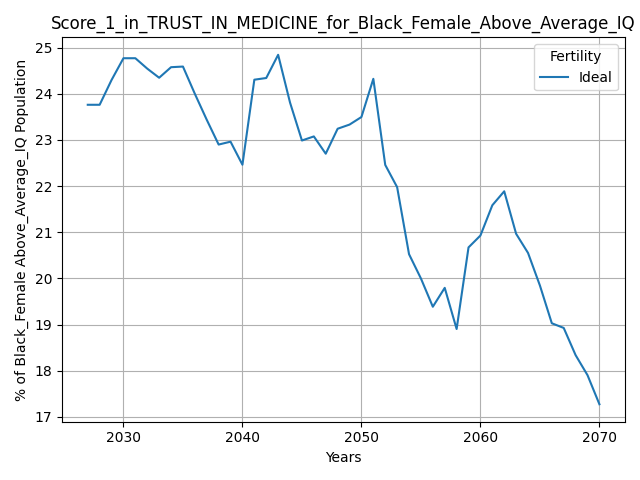 Score_1_in_TRUST_IN_MEDICINE_for_Black_Female_Above_Average_IQ
% of Black_Female Above_Average_IQ Population
25
24
23
22
21
20
19
18
17
Fertility
Ideal
2030 2040 2050 2060 2070
Years